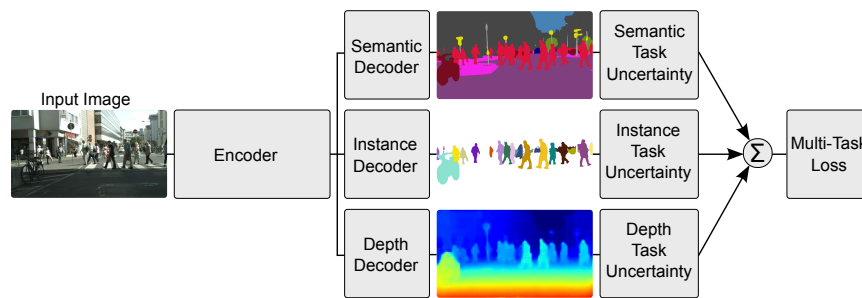 Input Image
Encoder
Semantic
Decoder
Instance
Decoder
Depth
Decoder
Semantic
Task
Uncertainty
Instance
Task
Uncertainty
Depth
Task
Uncertainty
Σ
Multi-Task
Loss